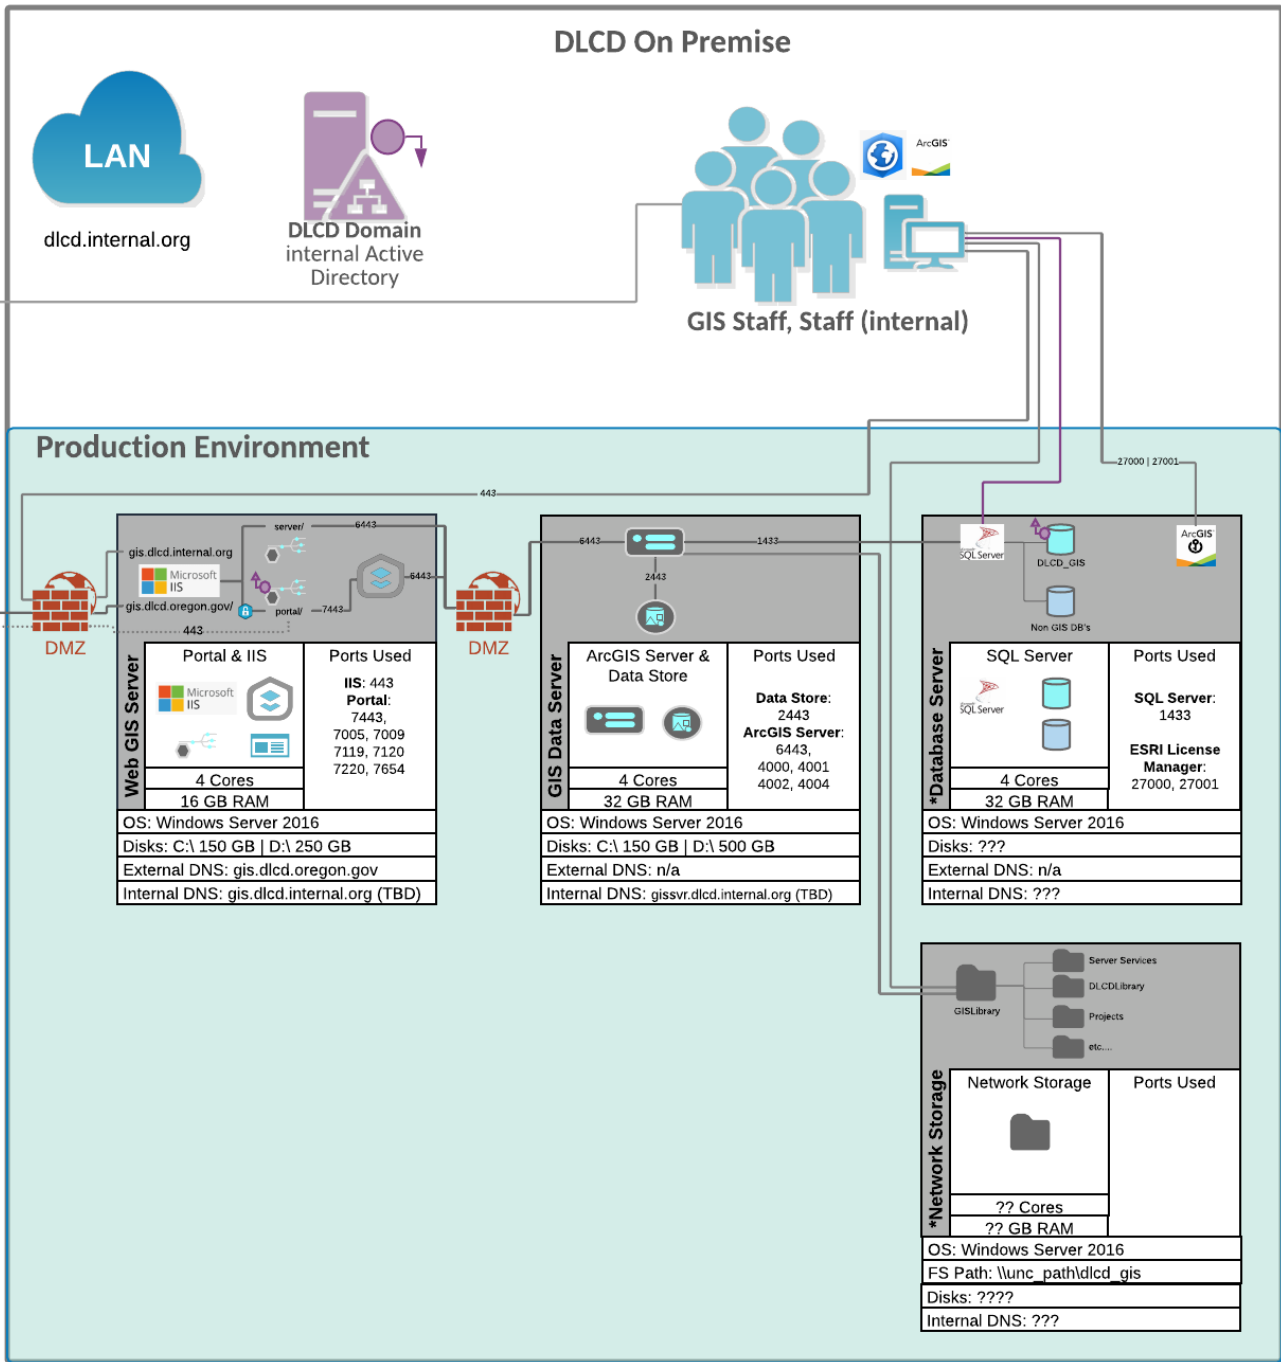 DLCD On Premise
LAN
dlcd.internal.org
DLCD Domain
internal Active
Directory
ArcGIS
GIS Staff, Staff (internal)
Production Environment
27000 | 27001
443
server/
6443
gis.dlcd.internal.org
Microsoft
IIS
gis.dlcd.oregon.gov/
portal/
7443
6443
443
DMZ
DMZ
6443
1433
2443
SQL Server
DLCD_GIS
Non GIS DB's
ArcGIS
Web GIS Server
Portal & IIS
Microsoft
IIS
4 Cores
16 GB RAM
Ports Used
IIS: 443
Portal:
7443,
7005, 7009
7119, 7120
7220, 7654
OS: Windows Server 2016
Disks: C:\ 150 GB | D:\ 250 GB
External DNS: gis.dlcd.oregon.gov
Internal DNS: gis.dlcd.internal.org (TBD)
GIS Data Server
ArcGIS Server &
Data Store
4 Cores
32 GB RAM
Ports Used
Data Store:
2443
ArcGIS Server:
6443,
4000, 4001
4002, 4004
OS: Windows Server 2016
Disks: C:\ 150 GB | D:\ 500 GB
External DNS: n/a
Internal DNS: gissvr.dlcd.internal.org (TBD)
*Database Server
SQL Server
SQL Server
4 Cores
32 GB RAM
Ports Used
SQL Server:
1433
ESRI License
Manager:
27000, 27001
OS: Windows Server 2016
Disks: ???
External DNS: n/a
Internal DNS: ???
GISLibrary
Server Services
DLCDLibrary
Projects
etc....
*Network Storage
Network Storage
?? Cores
?? GB RAM
Ports Used
OS: Windows Server 2016
FS Path: \\unc_path\dlcd_gis
Disks: ????
Internal DNS: ???